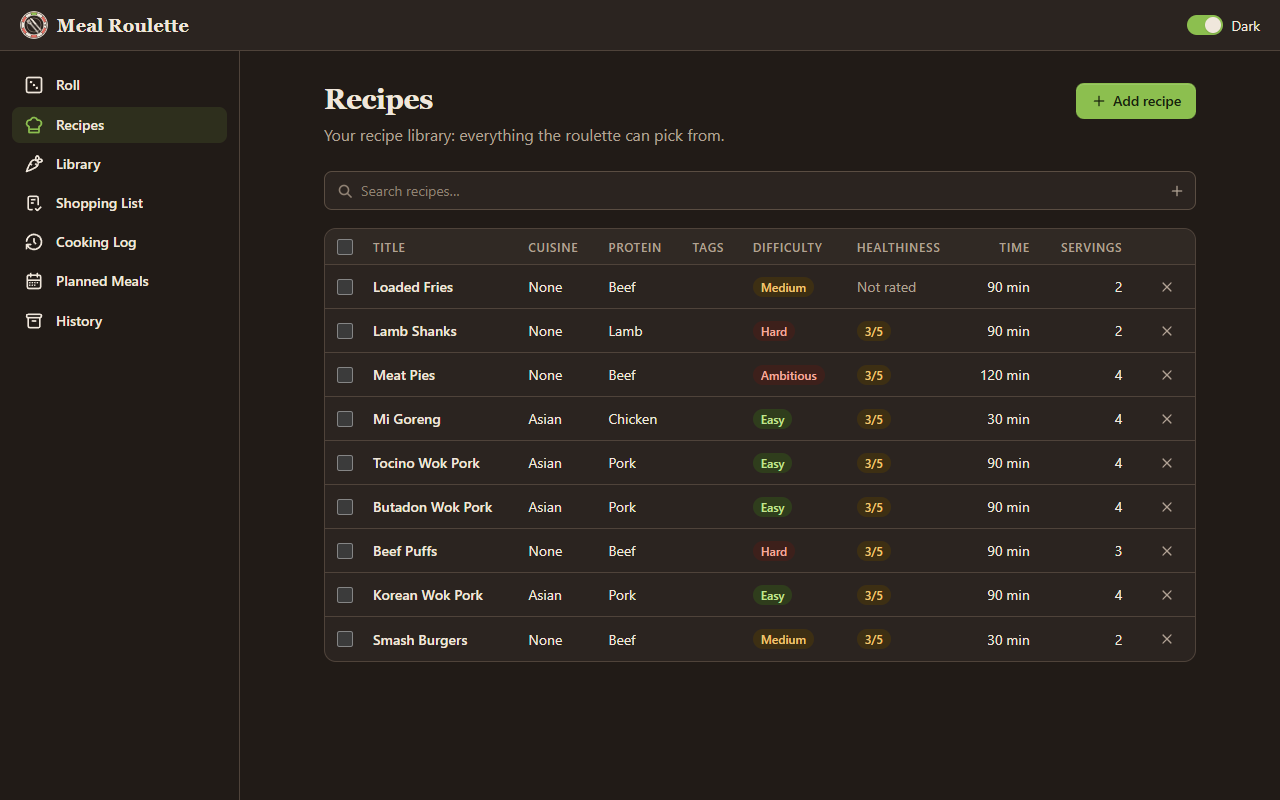 Meal Roulette
Dark
Roll
Recipes
Library
Shopping List
Cooking Log
Planned Meals
History
Recipes
Add recipe
Your recipe library: everything the roulette can pick from.
Search recipes...
TITLE CUISINE PROTEIN TAGS DIFFICULTY HEALTHINESS TIME SERVINGS
Loaded Fries None Beef Medium Not rated 90 min 2
Lamb Shanks None Lamb Hard 3/5 90 min 2
Meat Pies None Beef Ambitious 3/5 120 min 4
Mi Goreng Asian Chicken Easy 3/5 30 min 4
Tocino Wok Pork Asian Pork Easy 3/5 90 min 4
Butadon Wok Pork Asian Pork Easy 3/5 90 min 4
Beef Puffs None Beef Hard 3/5 90 min 3
Korean Wok Pork Asian Pork Easy 3/5 90 min 4
Smash Burgers None Beef Medium 3/5 30 min 2